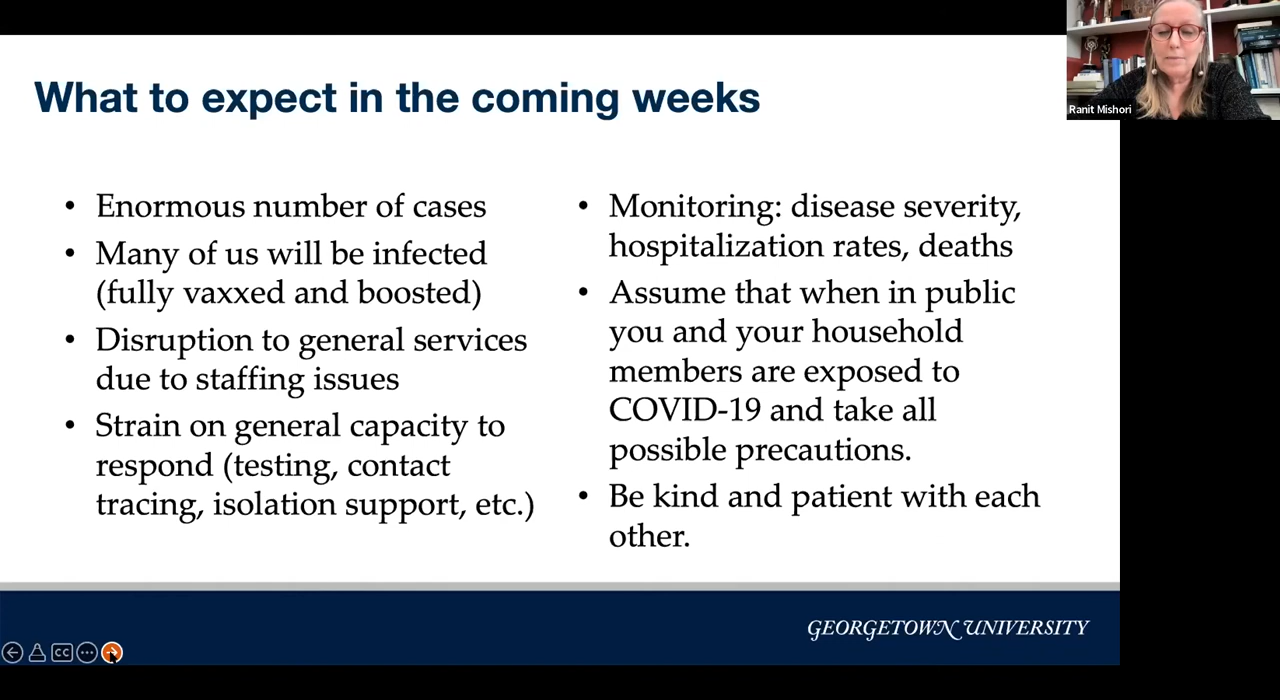 What to expect in the coming weeks
• Enormous number of cases
• Many of us will be infected
(fully vaxxed and boosted)
• Disruption to general services
due to staffing issues
• Strain on general capacity to
respond (testing, contact
tracing, isolation support, etc.)
• Monitoring: disease severity,
hospitalization rates, deaths
• Assume that when in public
you and your household
members are exposed to
COVID-19 and take all
possible precautions.
• Be kind and patient with each
other.
GEORGETOWN UNIVERSITY
CC
Ranit Mishori